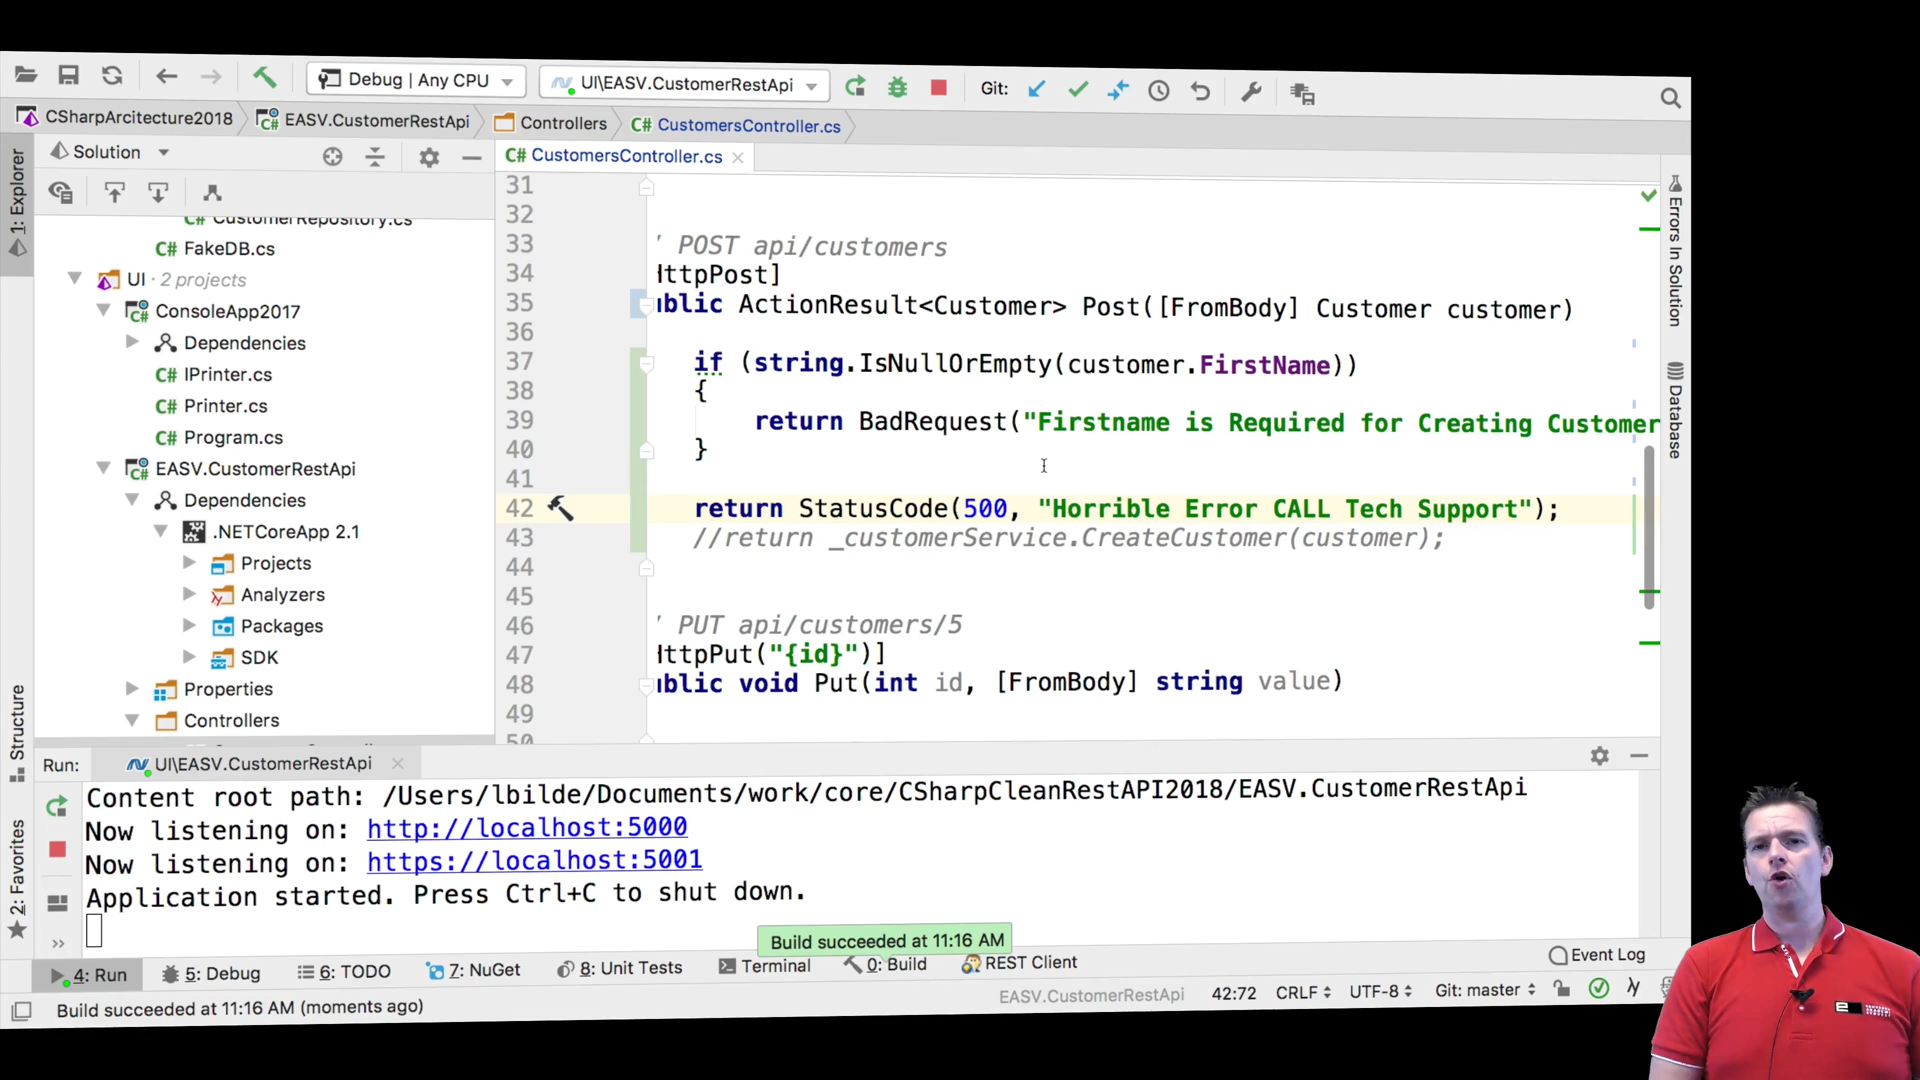 Debug | Any CPU
UI\EASV.CustomerRestApi
Git:
CSharpArcitecture2018
EASV.CustomerRestApi
Controllers
C# CustomersController.cs
1: Explorer
Solution
C# CustomersController.cs
C# CustomerRepository.cs
C# FakeDB.cs
UI · 2 projects
ConsoleApp2017
Dependencies
C# IPrinter.cs
C# Printer.cs
C# Program.cs
EASV.CustomerRestApi
Dependencies
.NETCoreApp 2.1
Projects
Analyzers
Packages
SDK
Properties
Controllers
31
32
33 / POST api/customers
34 HttpPost]
35 ublic ActionResult<Customer> Post([FromBody] Customer customer)
36
37 if (string.IsNullOrEmpty(customer.FirstName))
38 {
39 return BadRequest("Firstname is Required for Creating Customer
40 }
41
42 return StatusCode(500, "Horrible Error CALL Tech Support");
43 //return _customerService.CreateCustomer(customer);
44
45
46 / PUT api/customers/5
47 HttpPut("{id}")]
48 ublic void Put(int id, [FromBody] string value)
49
50
Errors In Solution
Database
Structure
2: Favorites
Run: UI\EASV.CustomerRestApi
Content root path: /Users/lbilde/Documents/work/core/CSharpCleanRestAPI2018/EASV.CustomerRestApi
Now listening on: http://localhost:5000
Now listening on: https://localhost:5001
Application started. Press Ctrl+C to shut down.
Build succeeded at 11:16 AM
Event Log
4: Run
5: Debug
6: TODO
7: NuGet
8: Unit Tests
Terminal
0: Build
REST Client
Build succeeded at 11:16 AM (moments ago)
EASV.CustomerRestApi
42:72
CRLF
UTF-8
Git: master